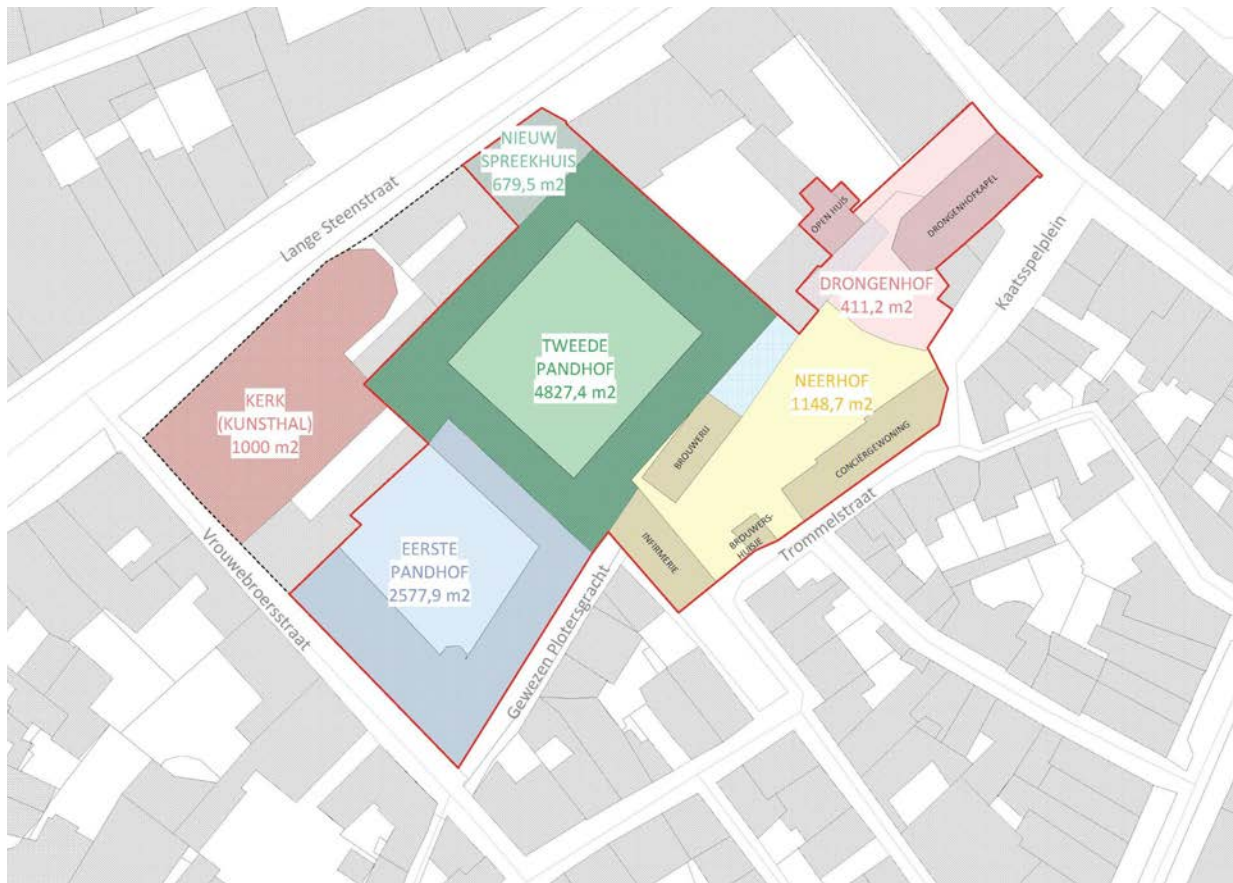 NIEUW
SPREEKHUIS
679,5 m2
Lange Steenstraat
OPEN HUIS
DRONGENHOFKAPEL
DRONGENHOF
411,2 m2
Kaatsspelplein
TWEEDE
PANDHOF
4827,4 m2
NEERHOF
1148,7 m2
KERK
(KUNSTHAL)
1000 m2
BROUWERIJ
CONCIËRGEWONING
BROUWERS-
HUISJE
INFIRMERIE
Trommelstraat
EERSTE
PANDHOF
2577,9 m2
Vrouwebroersstraat
Gewezen Plotersgracht